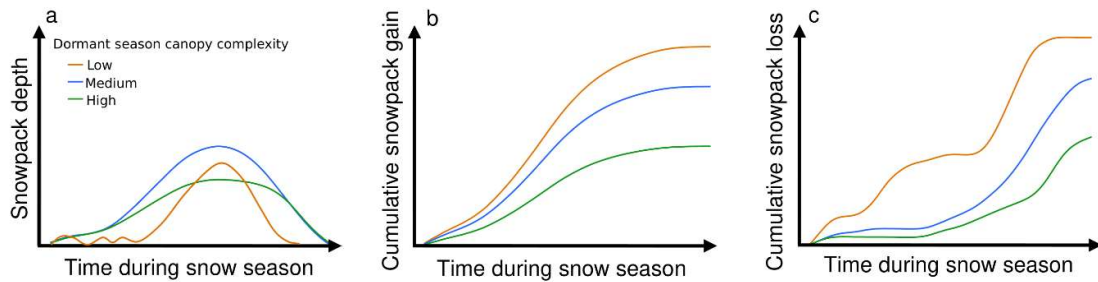 a
Dormant season canopy complexity
Low
Medium
High
Snowpack depth
Time during snow season
b
Cumulative snowpack gain
Time during snow season
c
Cumulative snowpack loss
Time during snow season